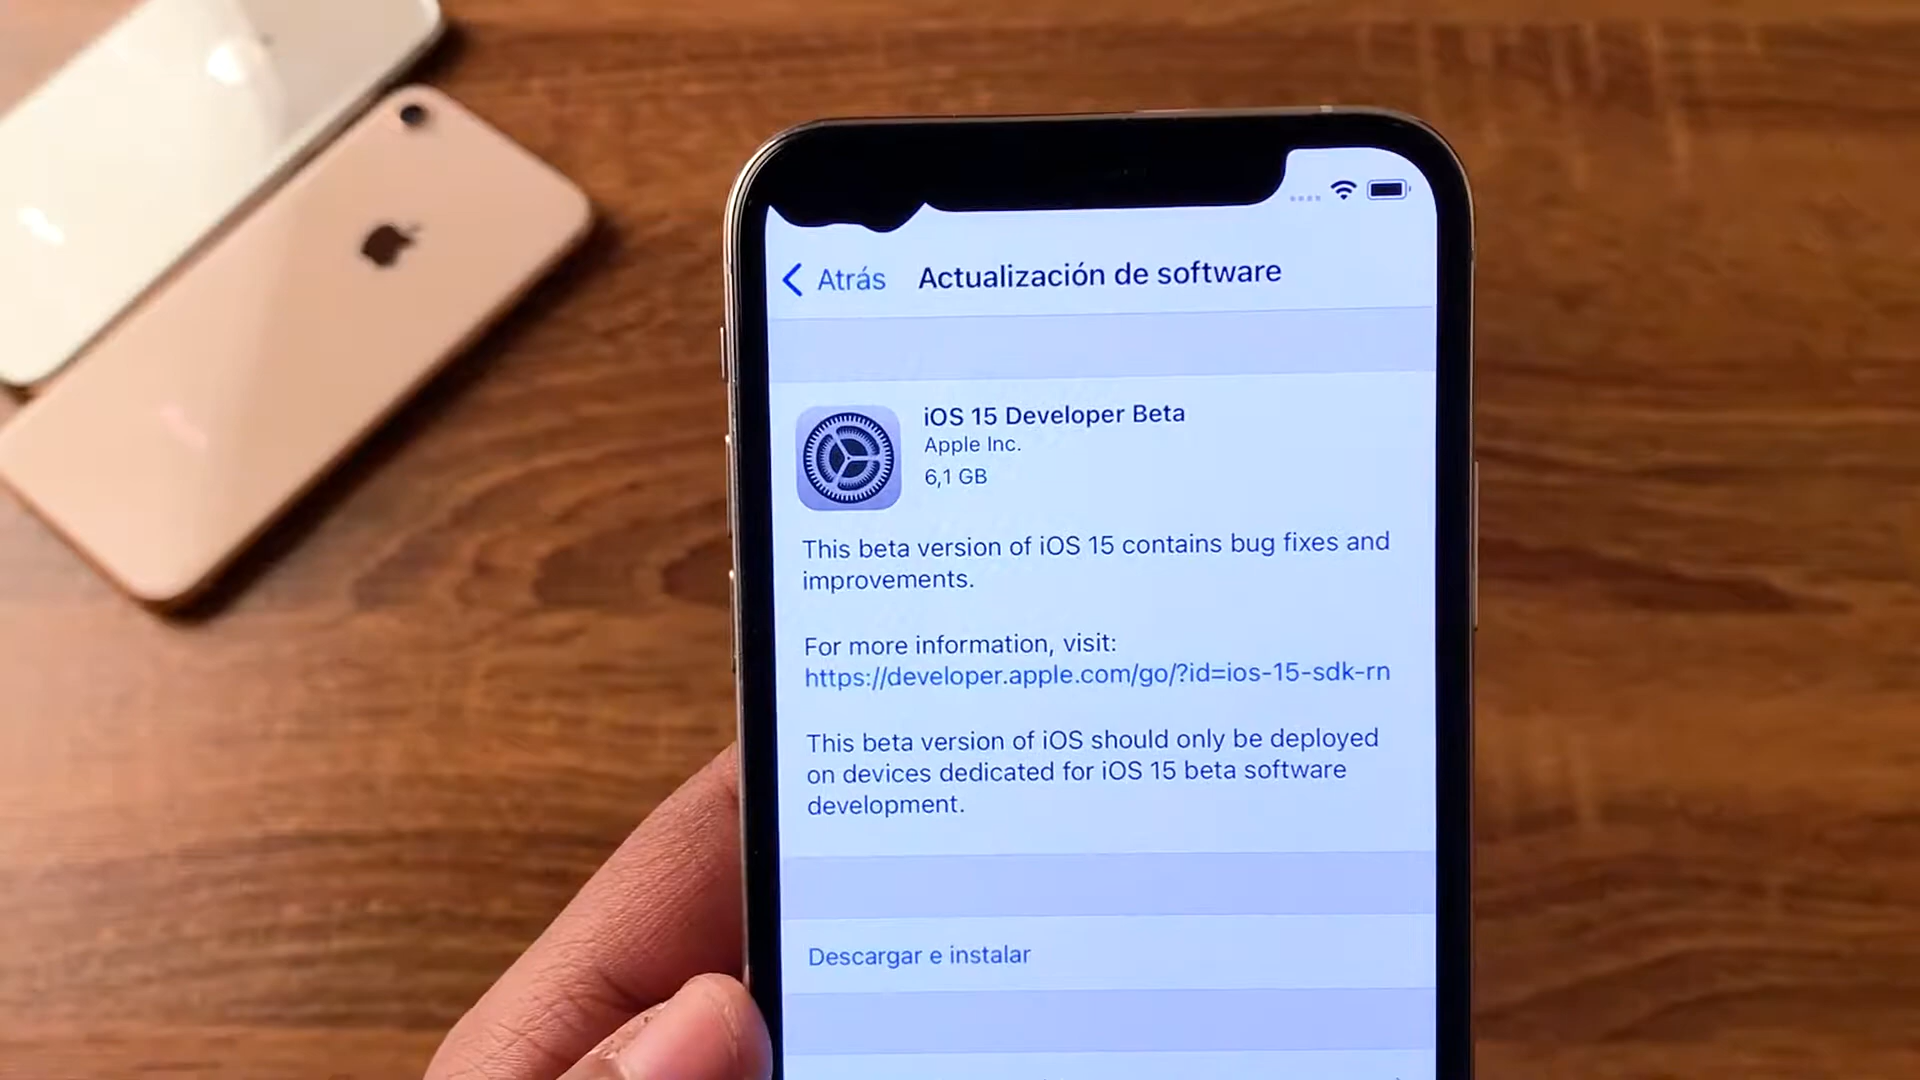 Atrás Actualización de software
iOS 15 Developer Beta
Apple Inc.
6,1 GB
This beta version of iOS 15 contains bug fixes and
improvements.
For more information, visit:
https://developer.apple.com/go/?id=ios-15-sdk-rn
This beta version of iOS should only be deployed
on devices dedicated for iOS 15 beta software
development.
Descargar e instalar